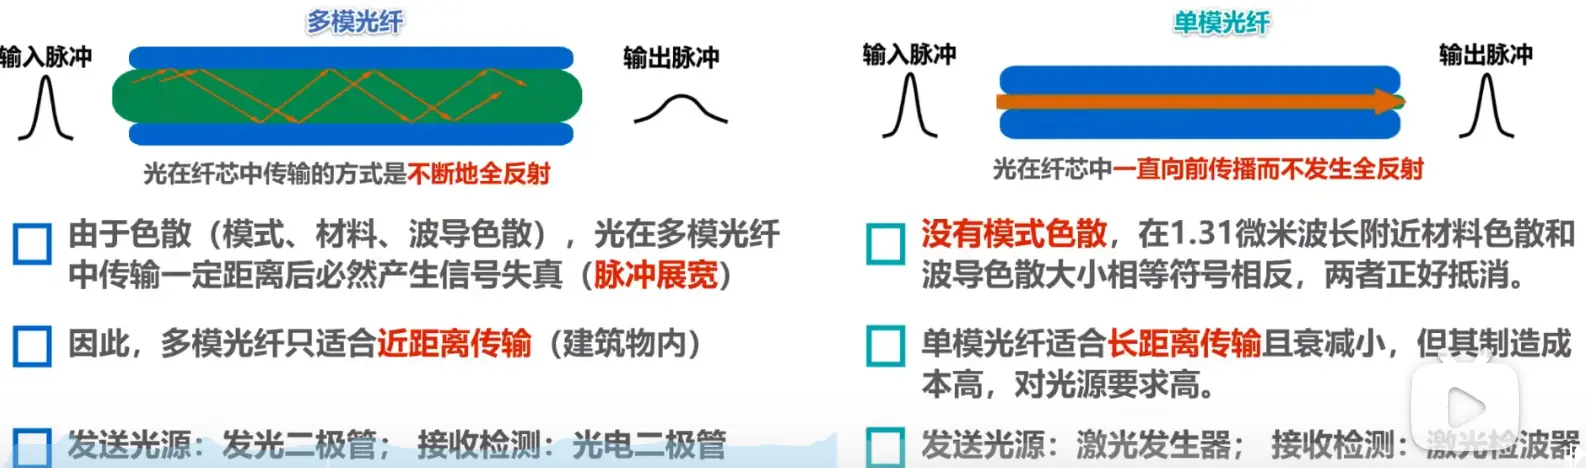 多模光纤
输入脉冲
输出脉冲
光在纤芯中传输的方式是不断地全反射
由于色散（模式、材料、波导色散），光在多模光纤
中传输一定距离后必然产生信号失真（脉冲展宽）
因此，多模光纤只适合近距离传输（建筑物内）
发送光源：发光二极管； 接收检测：光电二极管
单模光纤
输入脉冲
输出脉冲
光在纤芯中一直向前传播而不发生全反射
没有模式色散，在1.31微米波长附近材料色散和
波导色散大小相等符号相反，两者正好抵消。
单模光纤适合长距离传输且衰减小，但其制造成
本高，对光源要求高。
发送光源：激光发生器； 接收检测：激光检波器